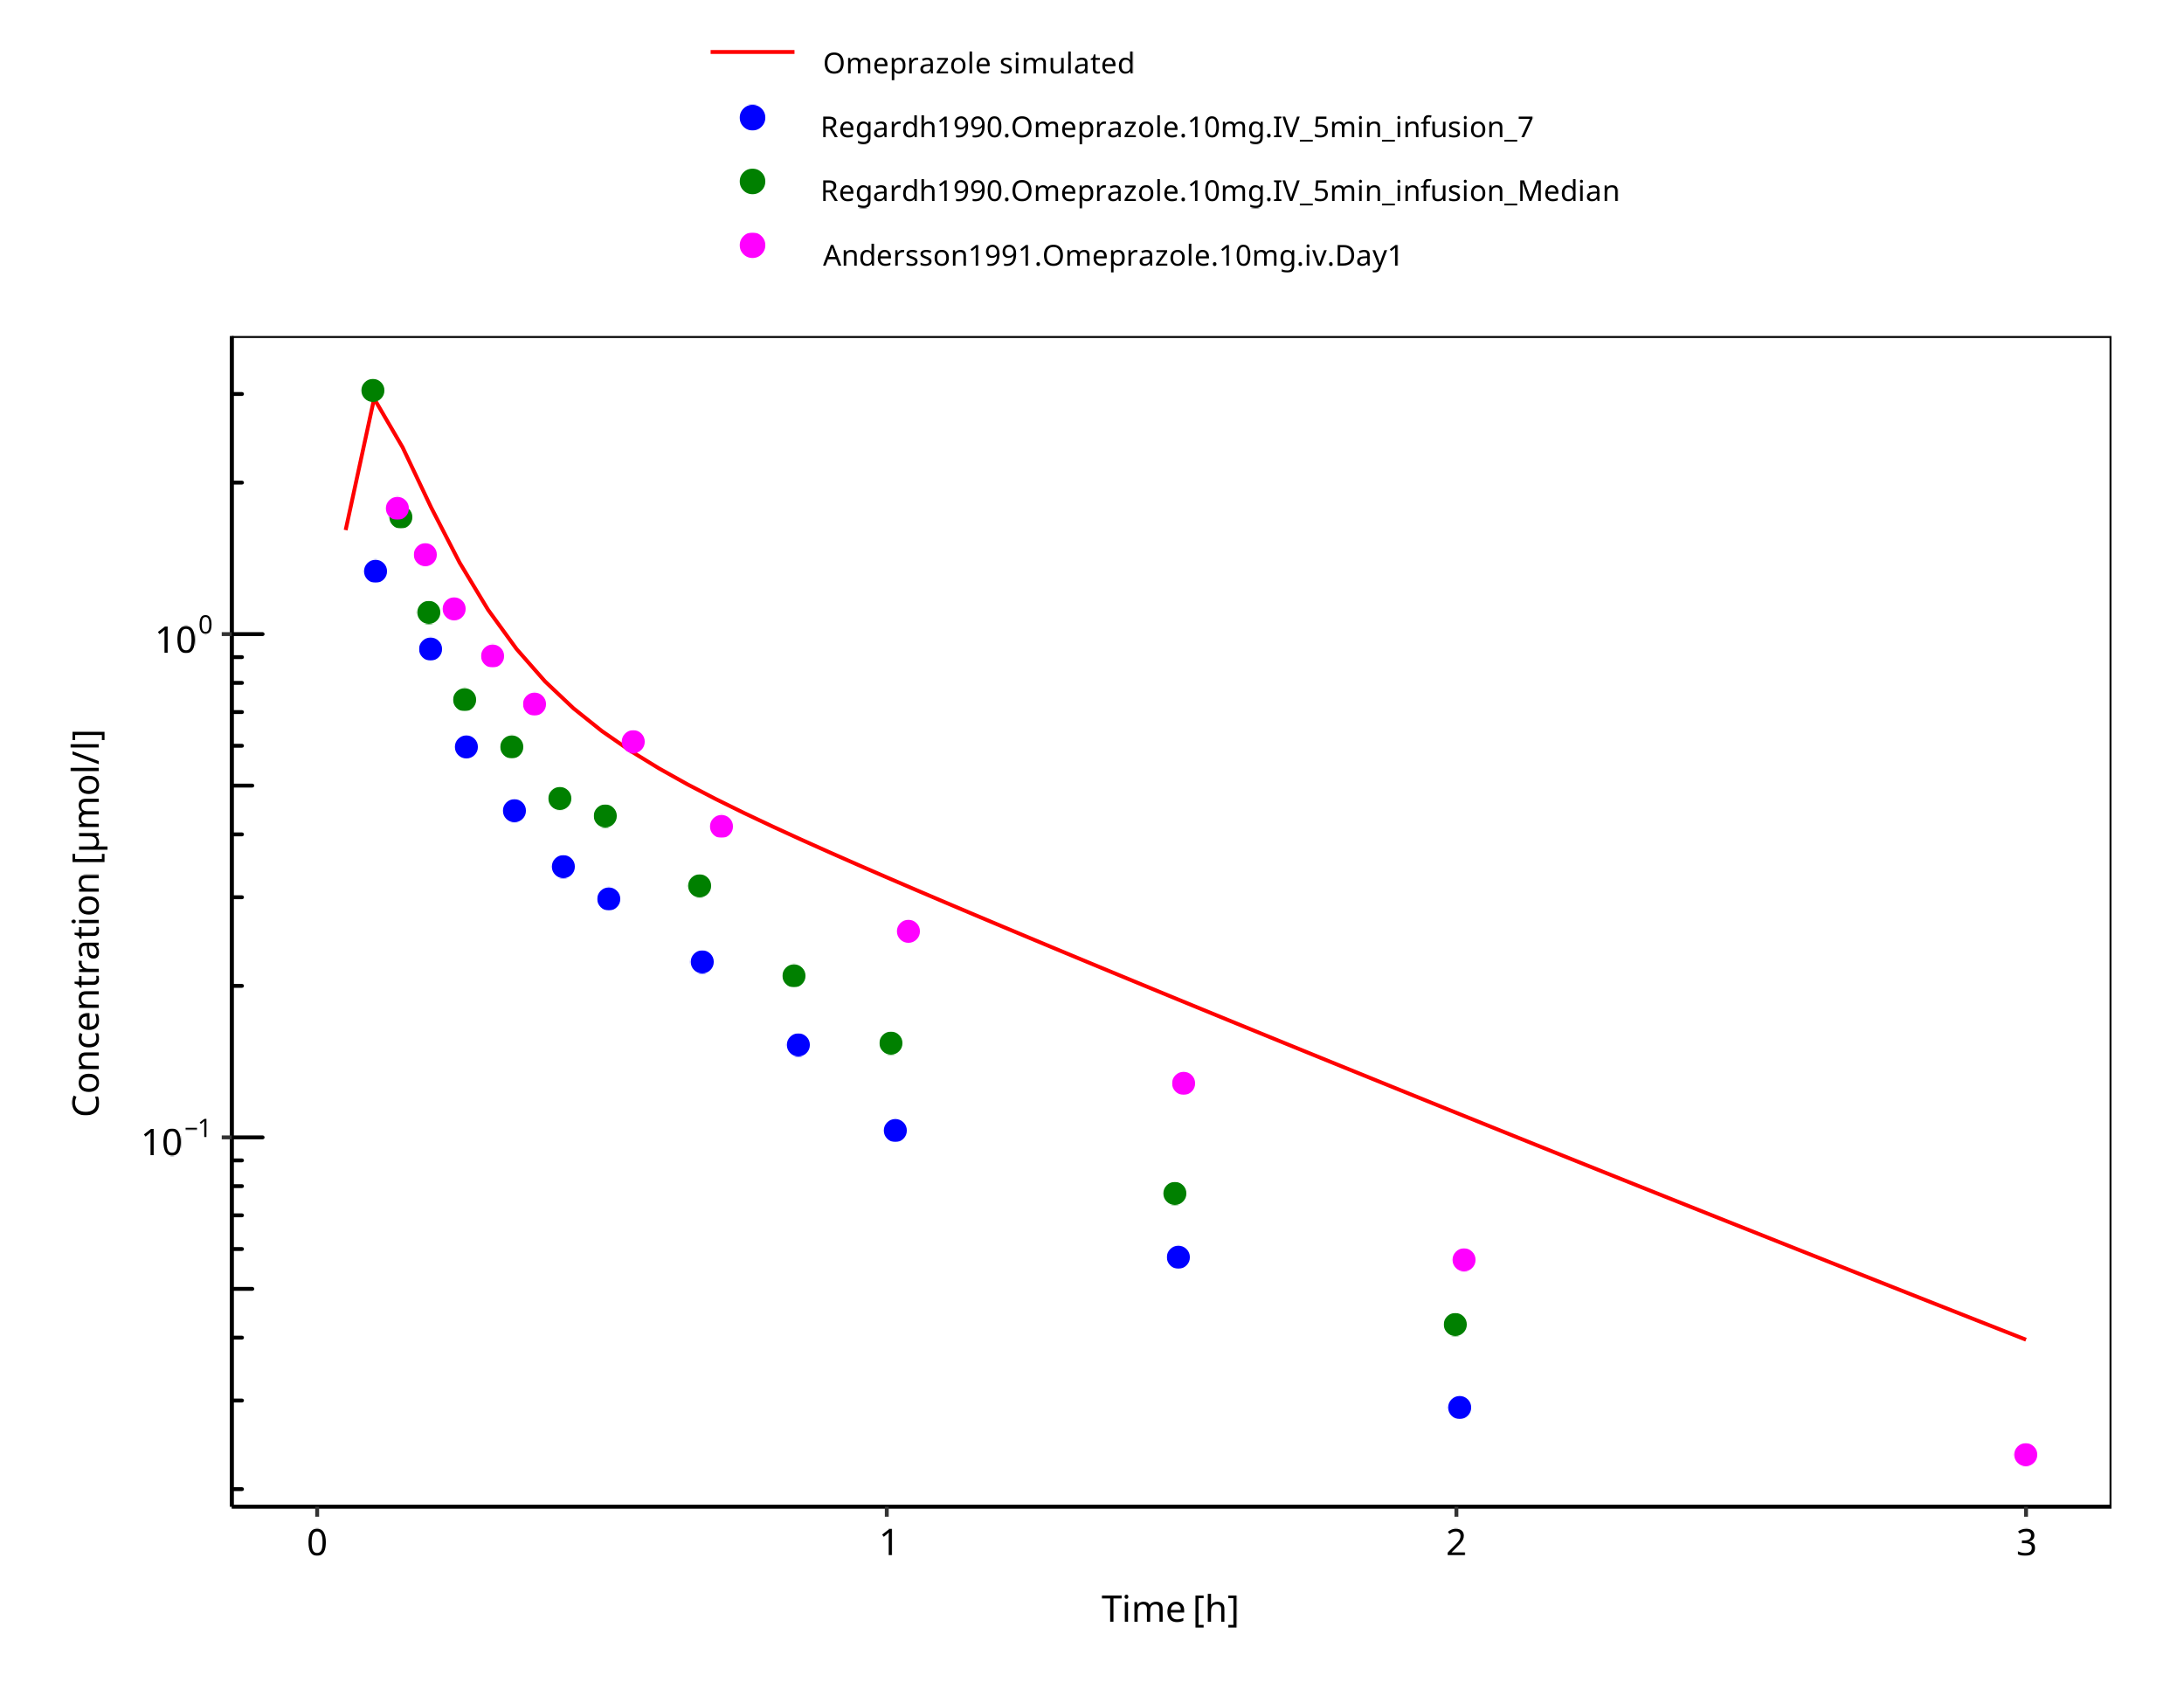 Omeprazole simulated
Regardh1990.Omeprazole.10mg.IV_5min_infusion_7
Regardh1990.Omeprazole.10mg.IV_5min_infusion_Median
Andersson1991.Omeprazole.10mg.iv.Day1
Concentration [µmol/l]
10⁰
10⁻¹
0 1 2 3
Time [h]